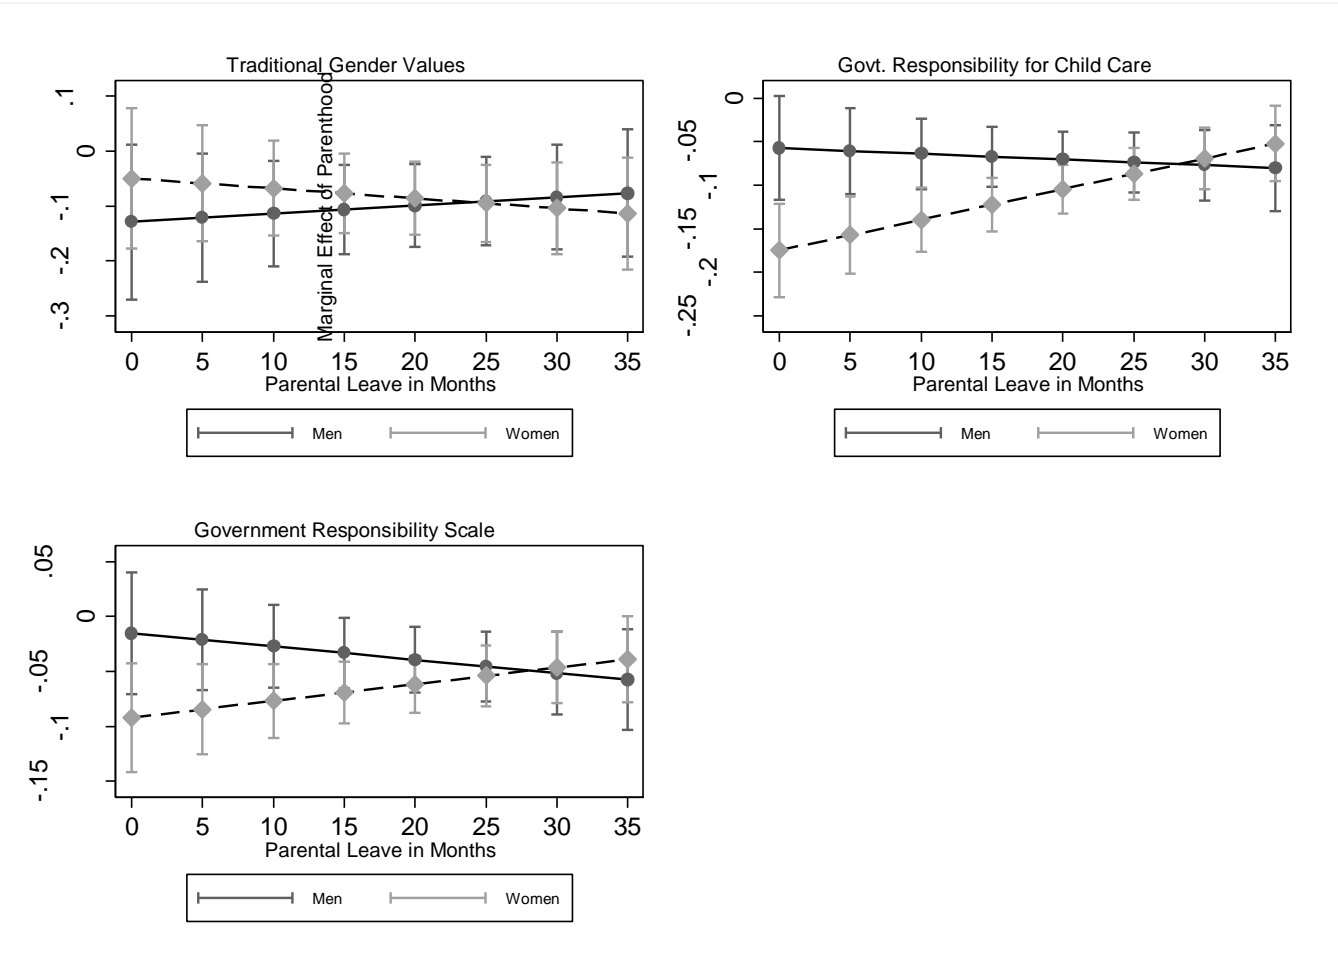 Traditional Gender Values
Marginal Effect of Parenthood
.1
0
-.1
-.2
-.3
0 5 10 15 20 25 30 35
Parental Leave in Months
Men Women
Govt. Responsibility for Child Care
0
-.05
-.1
-.15
-.2
-.25
0 5 10 15 20 25 30 35
Parental Leave in Months
Men Women
Government Responsibility Scale
.05
0
-.05
-.1
-.15
0 5 10 15 20 25 30 35
Parental Leave in Months
Men Women